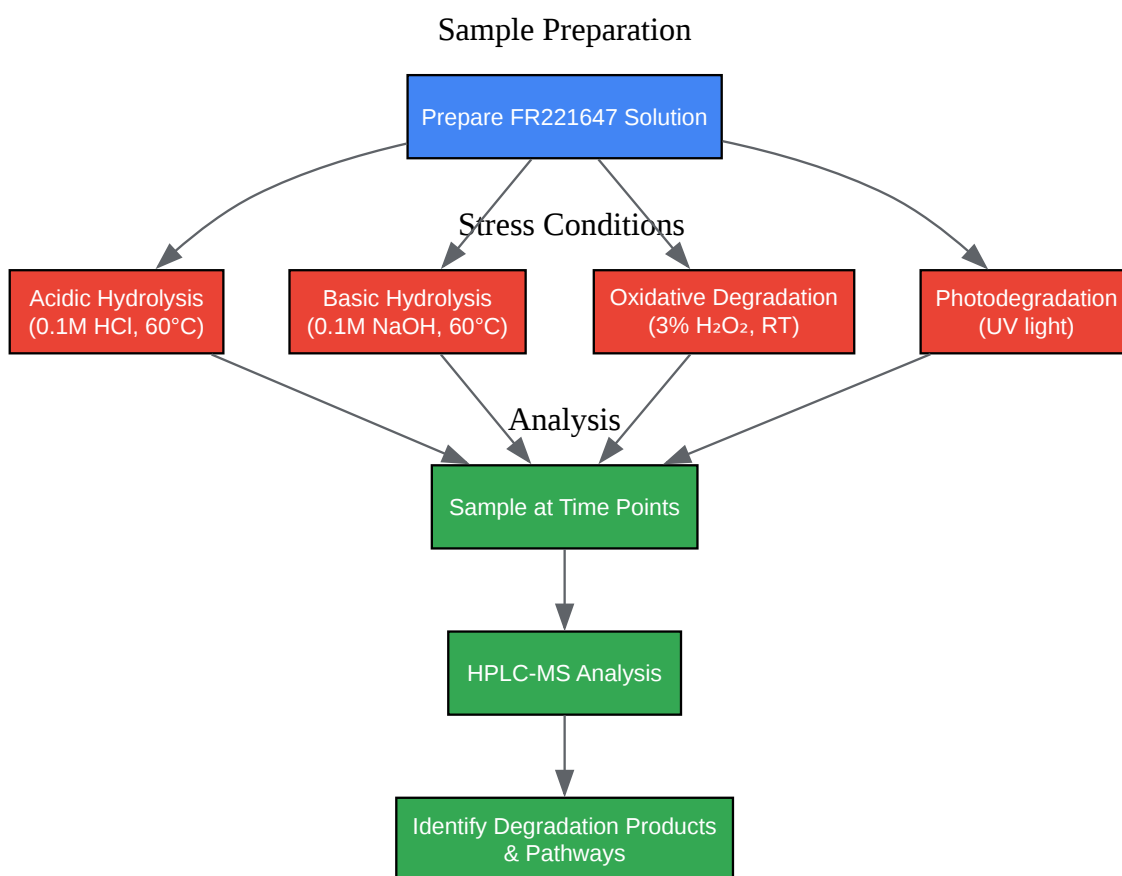 Sample Preparation
Prepare FR221647 Solution
Stress Conditions
Acidic Hydrolysis
(0.1M HCl, 60°C)
Basic Hydrolysis
(0.1M NaOH, 60°C)
Oxidative Degradation
(3% H₂O₂, RT)
Photodegradation
(UV light)
Analysis
Sample at Time Points
HPLC-MS Analysis
Identify Degradation Products
& Pathways